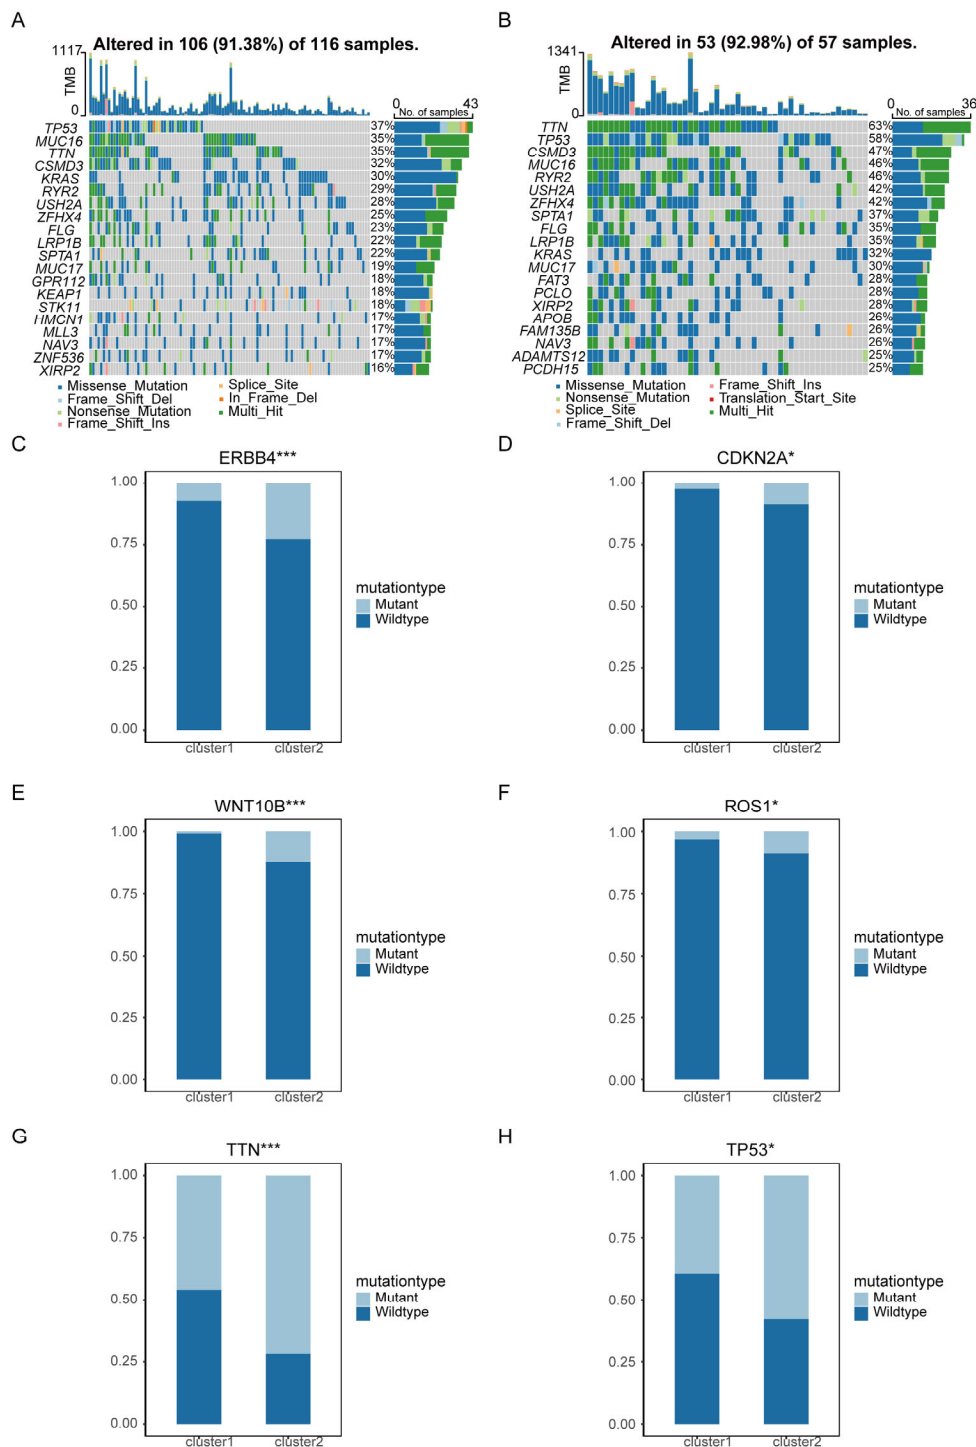 A
Altered in 106 (91.38%) of 116 samples.
1117
TMB
0
0 43
No. of samples
TP53 37%
MUC16 35%
TTN 35%
CSMD3 32%
KRAS 30%
RYR2 29%
USH2A 28%
ZFHX4 25%
FLG 23%
LRP1B 22%
SPTA1 22%
MUC17 19%
GPR112 18%
KEAP1 18%
STK11 18%
HMCN1 17%
MLL3 17%
NAV3 17%
ZNF536 17%
XIRP2 16%
Missense_Mutation
Frame_Shift_Del
Nonsense_Mutation
Frame_Shift_Ins
Splice_Site
In_Frame_Del
Multi_Hit
B
Altered in 53 (92.98%) of 57 samples.
1341
TMB
0
0 36
No. of samples
TTN 63%
TP53 58%
CSMD3 47%
MUC16 46%
RYR2 46%
USH2A 42%
ZFHX4 42%
SPTA1 37%
FLG 35%
LRP1B 35%
KRAS 32%
MUC17 30%
FAT3 28%
PCLO 28%
XIRP2 28%
APOB 26%
FAM135B 26%
NAV3 26%
ADAMTS12 25%
PCDH15 25%
Missense_Mutation
Nonsense_Mutation
Splice_Site
Frame_Shift_Del
Frame_Shift_Ins
Translation_Start_Site
Multi_Hit
C
ERBB4***
1.00
0.75
0.50
0.25
0.00
cluster1 cluster2
mutationtype
Mutant
Wildtype
D
CDKN2A*
1.00
0.75
0.50
0.25
0.00
cluster1 cluster2
mutationtype
Mutant
Wildtype
E
WNT10B***
1.00
0.75
0.50
0.25
0.00
cluster1 cluster2
mutationtype
Mutant
Wildtype
F
ROS1*
1.00
0.75
0.50
0.25
0.00
cluster1 cluster2
mutationtype
Mutant
Wildtype
G
TTN***
1.00
0.75
0.50
0.25
0.00
cluster1 cluster2
mutationtype
Mutant
Wildtype
H
TP53*
1.00
0.75
0.50
0.25
0.00
cluster1 cluster2
mutationtype
Mutant
Wildtype